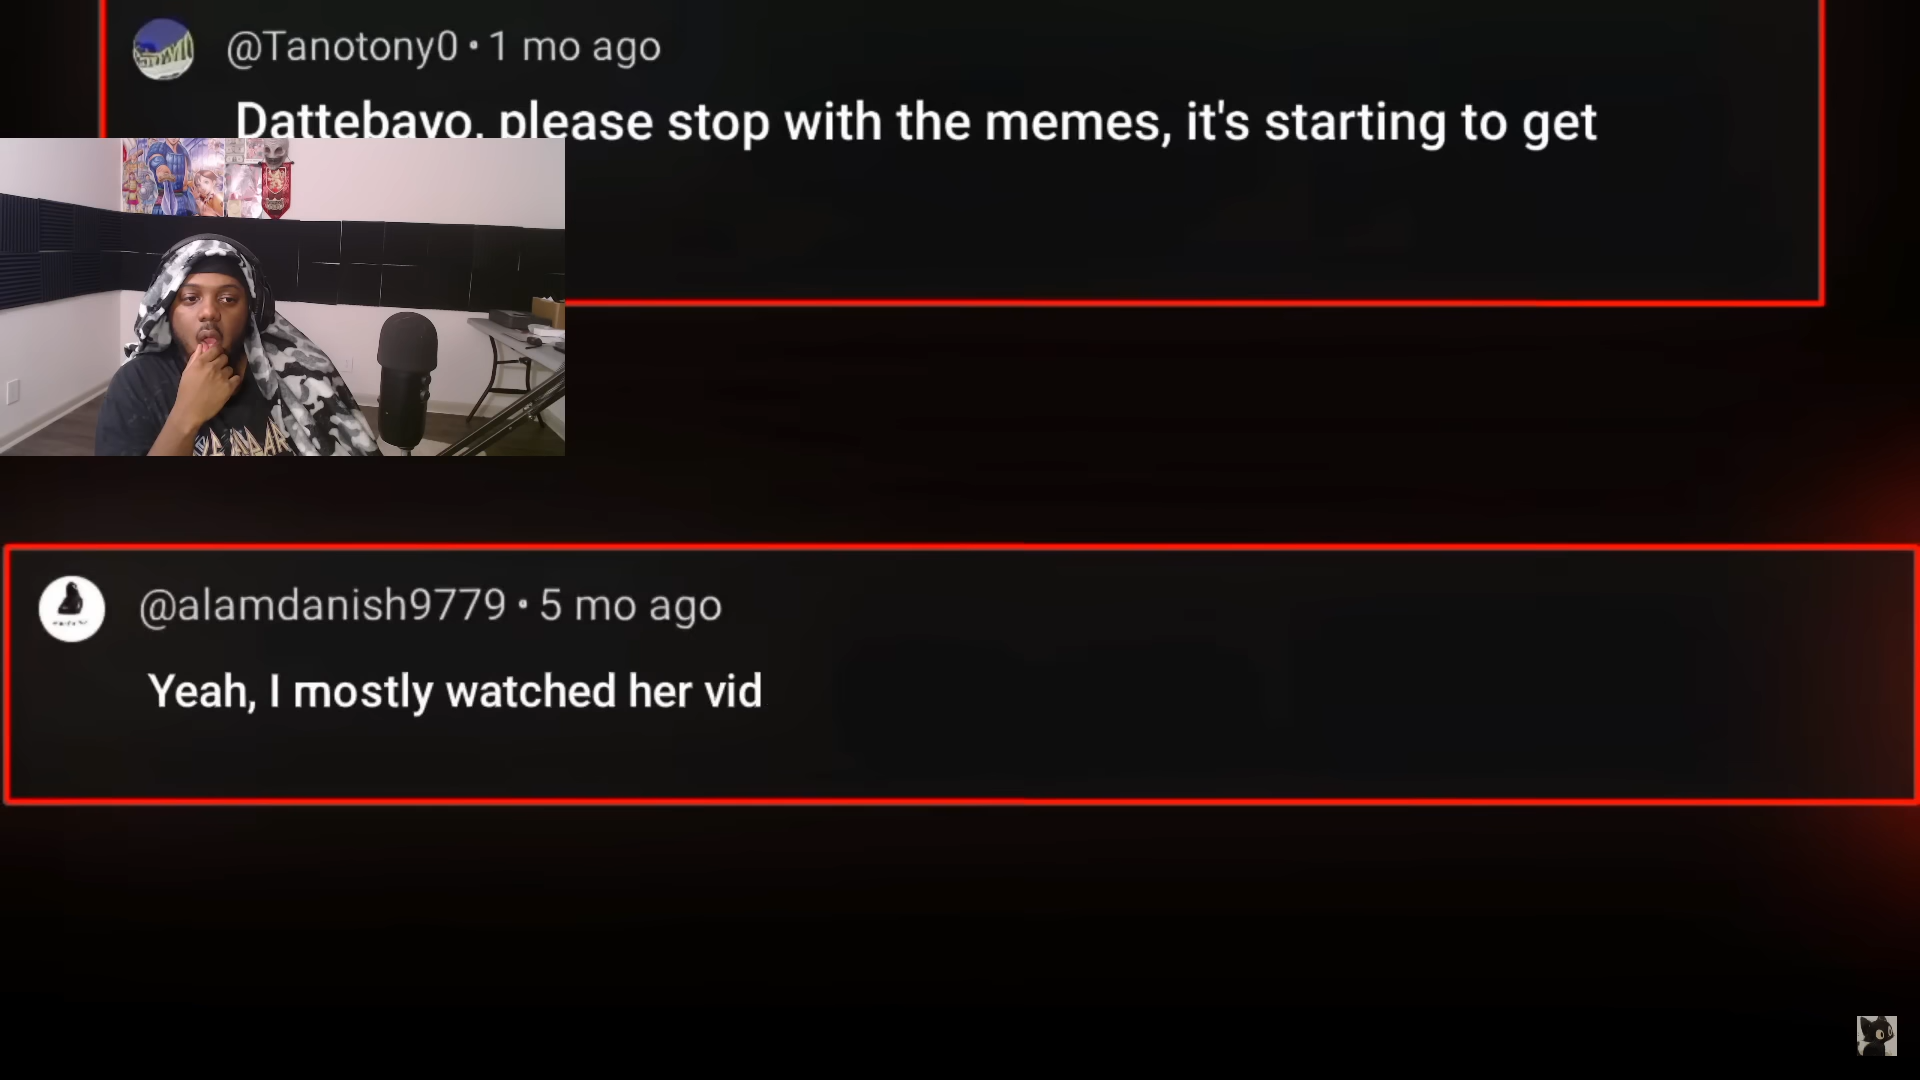 @Tanotony0 • 1 mo ago
Dattebayo, please stop with the memes, it's starting to get
@alamdanish9779 • 5 mo ago
Yeah, I mostly watched her vid